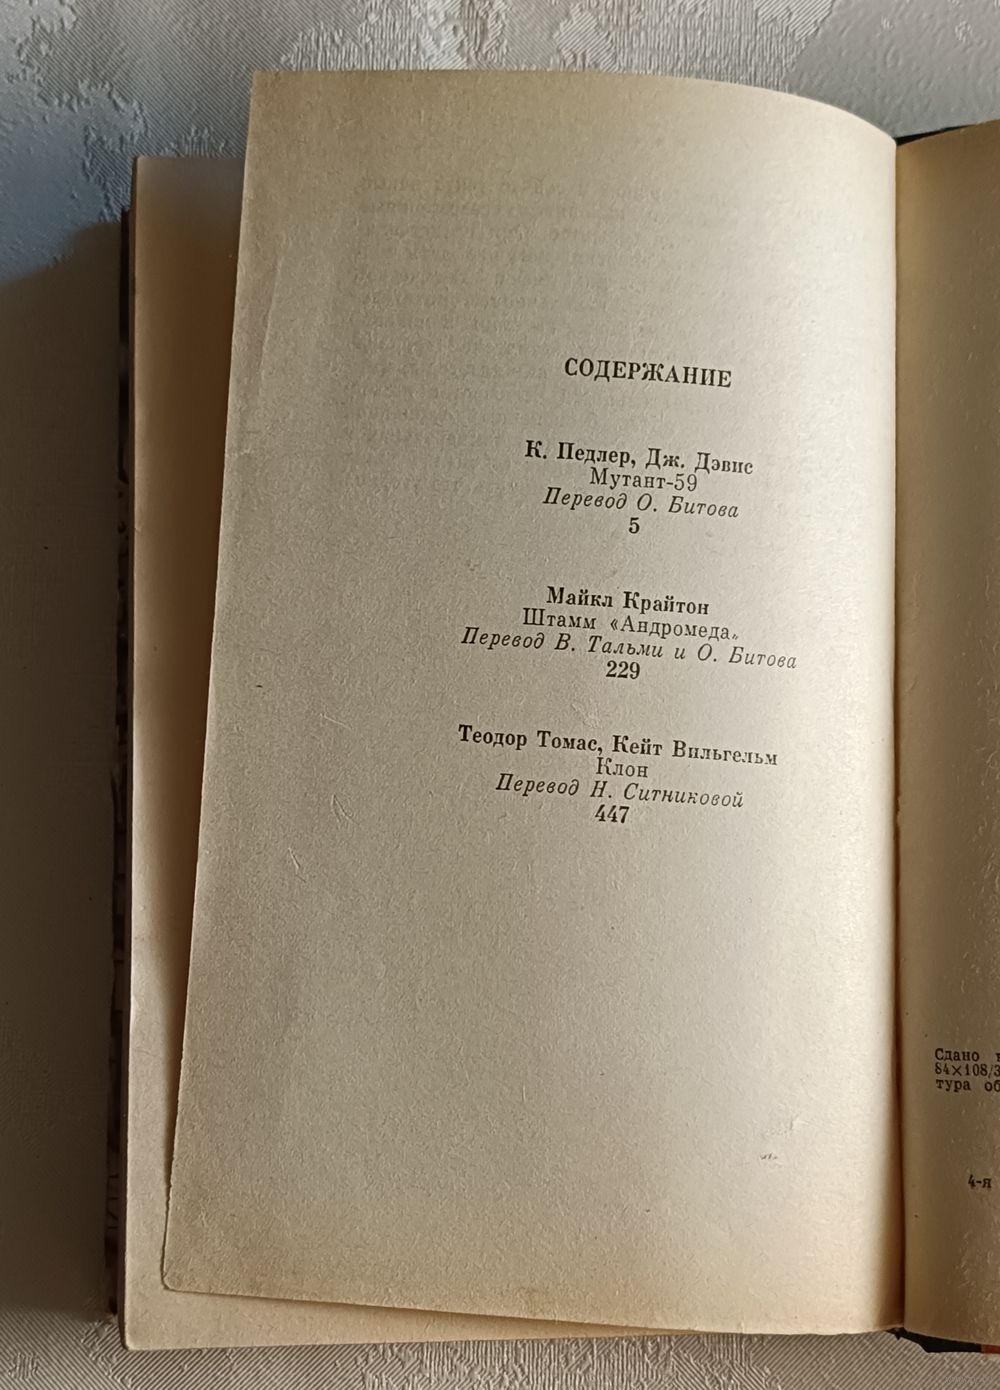 СОДЕРЖАНИЕ
К. Педлер, Дж. Дэвис
Мутант-59
Перевод О. Битова
5
Майкл Крайтон
Штамм «Андромеда»
Перевод В. Тальми и О. Битова
229
Теодор Томас, Кейт Вильгельм
Клон
Перевод Н. Ситниковой
447
Сдано
84×108/3
тура об
4-я